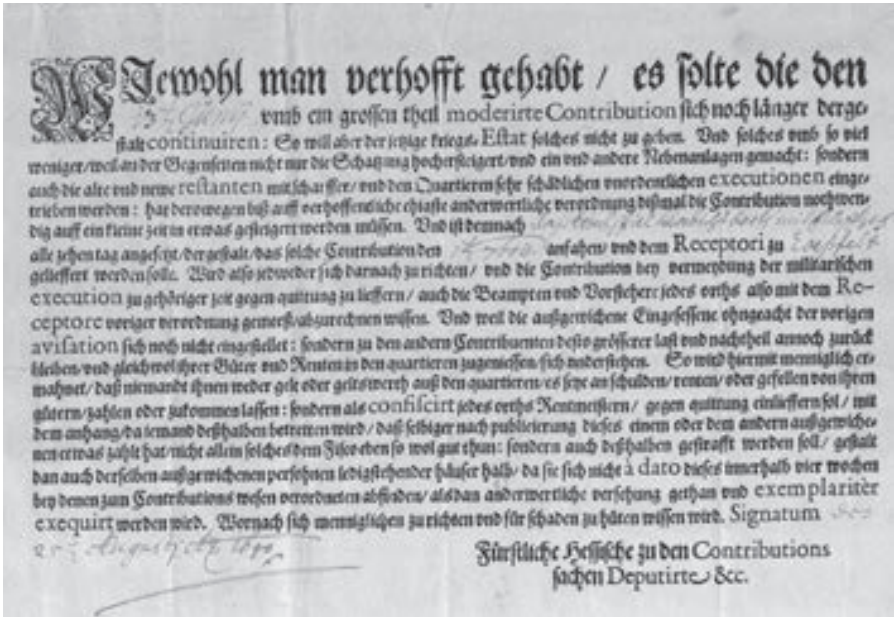 WJewohl man verhofft gehabt / es solte die den
vmb ein grossen theil moderirte Contribution sich noch länger derge-
stalt continuiren: So will aber der jetzige kriegs-Estat solches nicht zu geben. Vnd solches vmb so viel
weniger/weil an der Gegenseiten nicht nur die Schatzung hochersteigert/vnd ein vnd andere Nebenanlagen gemacht: sondern
auch die alte vnd newe restanten mit scharffer/vnd den Quartieren sehr schädlichen vnordentlichen executionen einge-
trieben werden: hat derowegen biß auff verhoffentliche ehiste anderwertliche verordnung dißmal die Contribution nochwen-
dig auff ein kleine zeit in etwas gesteigert werden müssen. Vnd ist demnach
alle zehen tag angesetzt/dergestalt/das solche Contribution den anfahen/vnd dem Receptori zu Coeßfelt
gelieffert werden solle. Wird also jedweder sich darnach zu richten/ vnd die Contribution bey vermeydung der militarischen
execution zu gehöriger zeit gegen quittung zu lieffern/ auch die Beampten vnd Vorstehere jedes orths also mit dem Re-
ceptore voriger verordnung gemeeß/abzurechnen wissen. Vnd weil die außgewichene Eingesessene ohngeacht der vorigen
avisation sich noch nicht eingestellet: sondern zu den andern Contribuenten desto grösserer last vnd nachtheil annoch zurück
bleiben/vnd gleichwol ihrer Güter vnd Renten in den quartieren zugeniessen/sich vnderstehen. So wird hiermit menniglich er-
mahnet/daß niemandt ihnen weder gelt oder geltswerth auß den quartieren/es seye an schulden/renten/oder gefellen von ihren
gütern/zahlen oder zukommen lassen: sondern als confiscirt jedes orths Rentmeistern/ gegen quittung einlieffern sol/ mit
dem anhang/da jemand deßhalben betretten wird/ daß selbiger nach publicierung dieses einem oder dem andern außgewiche-
nen etwas zahlt hat/nicht allein solches dem Fisco eben so wol gut thun: sondern auch deßhalben gestrafft werden soll/ gestalt
dan auch derselben außgewichenen persohnen ledigstehender häuser halb/ da sie sich nicht à dato dieses innerhalb vier wochen
bey denen zum Contributions wesen verordneten abfinden/alsdan anderwertliche versehung gethan vnd exemplaritèr
exequirt werden wird. Wornach sich menniglichen zu richten vnd für schaden zu hüten wissen wird. Signatum
Augusti
Fürstliche Hessische zu den Contributions
sachen Deputirte &c.